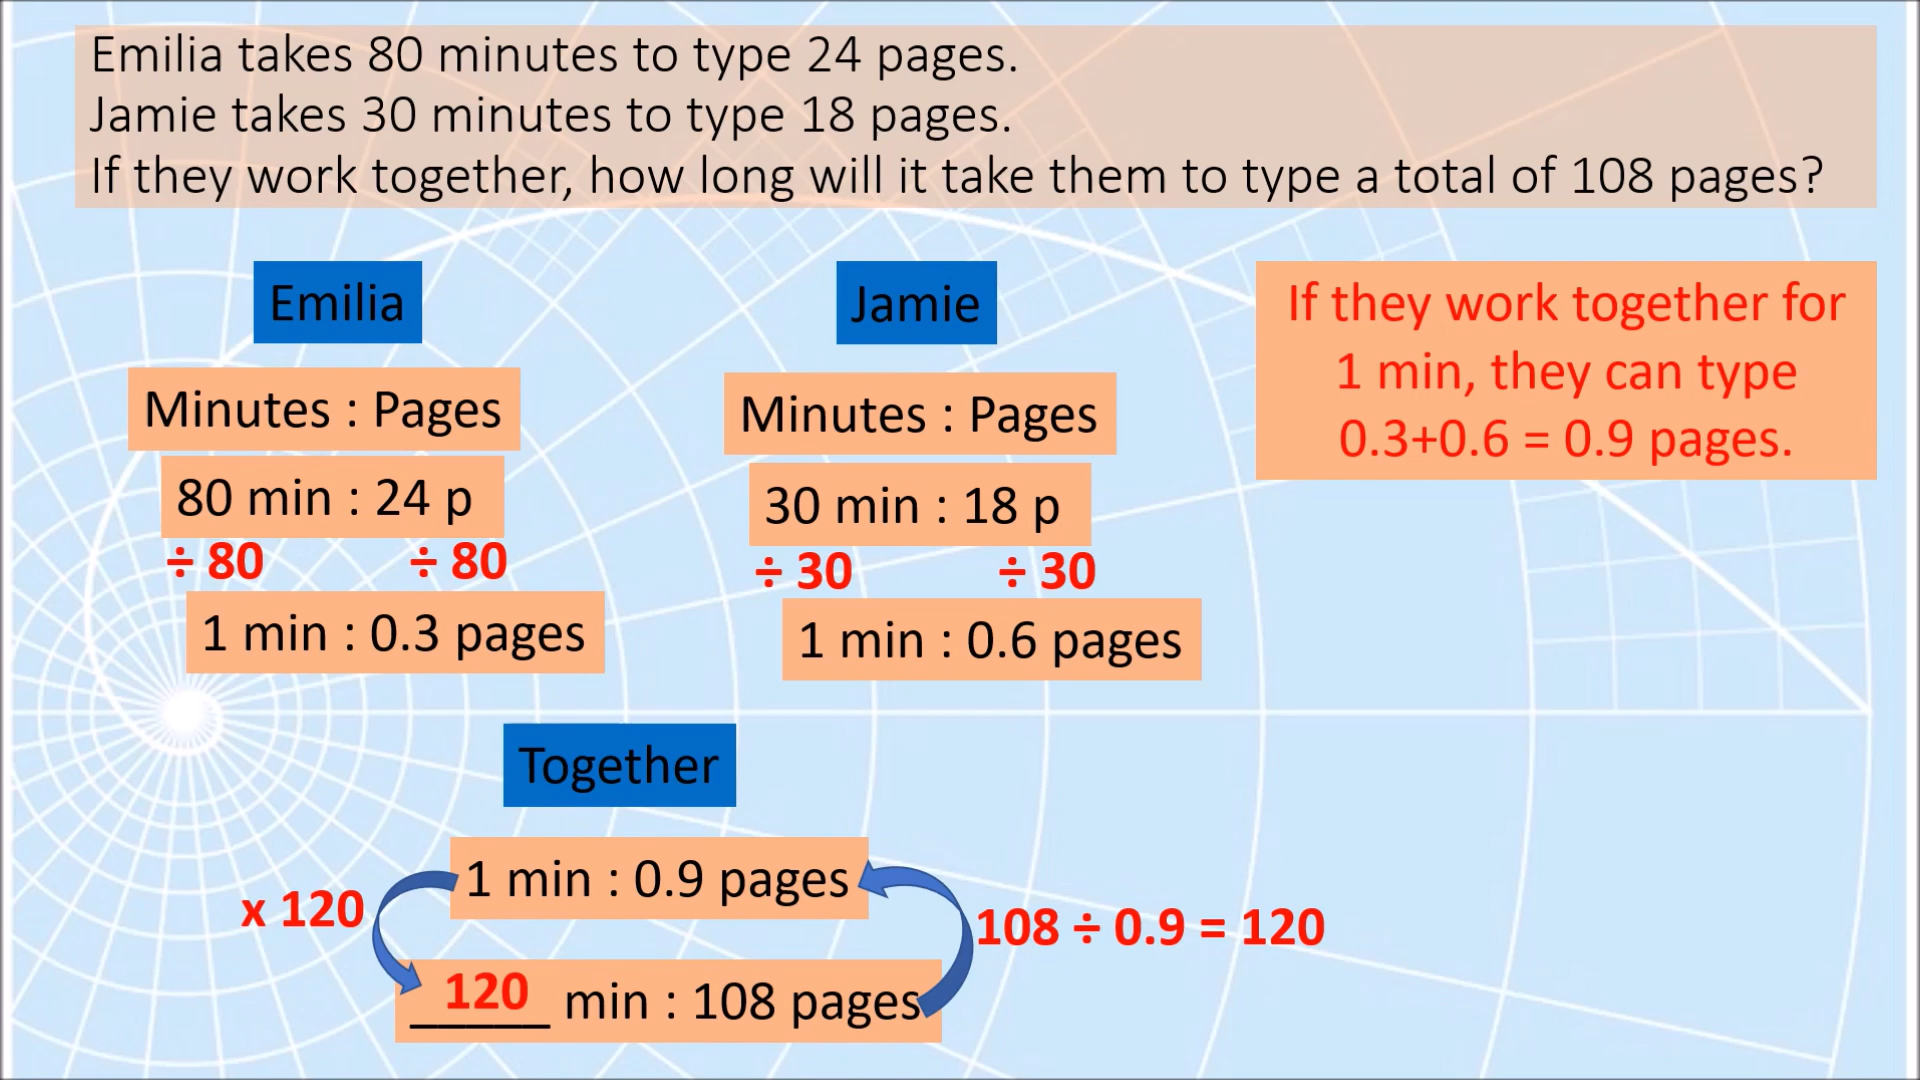 Emilia takes 80 minutes to type 24 pages.
Jamie takes 30 minutes to type 18 pages.
If they work together, how long will it take them to type a total of 108 pages?
Emilia
Minutes : Pages
80 min : 24 p
÷ 80 ÷ 80
1 min : 0.3 pages
Jamie
Minutes : Pages
30 min : 18 p
÷ 30 ÷ 30
1 min : 0.6 pages
If they work together for
1 min, they can type
0.3+0.6 = 0.9 pages.
Together
1 min : 0.9 pages
x 120
108 ÷ 0.9 = 120
120 min : 108 pages